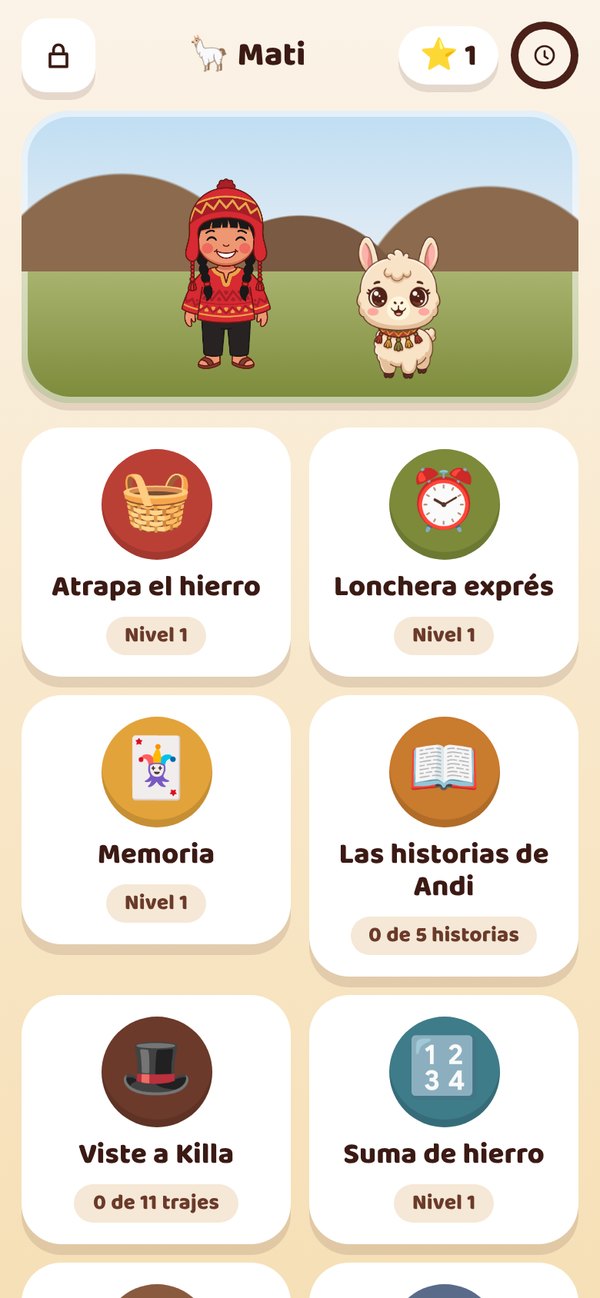 Mati
1
Atrapa el hierro
Nivel 1
Lonchera exprés
Nivel 1
Memoria
Nivel 1
Las historias de
Andi
0 de 5 historias
Viste a Killa
0 de 11 trajes
1 2
3 4
Suma de hierro
Nivel 1